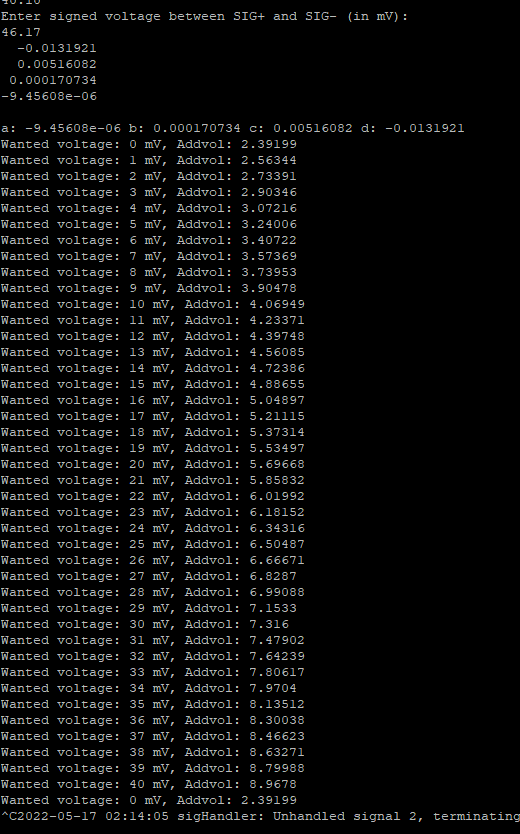 Enter signed voltage between SIG+ and SIG- (in mV):
46.17
-0.0131921
0.00516082
0.000170734
-9.45608e-06
a: -9.45608e-06 b: 0.000170734 c: 0.00516082 d: -0.0131921
Wanted voltage: 0 mV, Addvol: 2.39199
Wanted voltage: 1 mV, Addvol: 2.56344
Wanted voltage: 2 mV, Addvol: 2.73391
Wanted voltage: 3 mV, Addvol: 2.90346
Wanted voltage: 4 mV, Addvol: 3.07216
Wanted voltage: 5 mV, Addvol: 3.24006
Wanted voltage: 6 mV, Addvol: 3.40722
Wanted voltage: 7 mV, Addvol: 3.57369
Wanted voltage: 8 mV, Addvol: 3.73953
Wanted voltage: 9 mV, Addvol: 3.90478
Wanted voltage: 10 mV, Addvol: 4.06949
Wanted voltage: 11 mV, Addvol: 4.23371
Wanted voltage: 12 mV, Addvol: 4.39748
Wanted voltage: 13 mV, Addvol: 4.56085
Wanted voltage: 14 mV, Addvol: 4.72386
Wanted voltage: 15 mV, Addvol: 4.88655
Wanted voltage: 16 mV, Addvol: 5.04897
Wanted voltage: 17 mV, Addvol: 5.21115
Wanted voltage: 18 mV, Addvol: 5.37314
Wanted voltage: 19 mV, Addvol: 5.53497
Wanted voltage: 20 mV, Addvol: 5.69668
Wanted voltage: 21 mV, Addvol: 5.85832
Wanted voltage: 22 mV, Addvol: 6.01992
Wanted voltage: 23 mV, Addvol: 6.18152
Wanted voltage: 24 mV, Addvol: 6.34316
Wanted voltage: 25 mV, Addvol: 6.50487
Wanted voltage: 26 mV, Addvol: 6.66671
Wanted voltage: 27 mV, Addvol: 6.8287
Wanted voltage: 28 mV, Addvol: 6.99088
Wanted voltage: 29 mV, Addvol: 7.1533
Wanted voltage: 30 mV, Addvol: 7.316
Wanted voltage: 31 mV, Addvol: 7.47902
Wanted voltage: 32 mV, Addvol: 7.64239
Wanted voltage: 33 mV, Addvol: 7.80617
Wanted voltage: 34 mV, Addvol: 7.9704
Wanted voltage: 35 mV, Addvol: 8.13512
Wanted voltage: 36 mV, Addvol: 8.30038
Wanted voltage: 37 mV, Addvol: 8.46623
Wanted voltage: 38 mV, Addvol: 8.63271
Wanted voltage: 39 mV, Addvol: 8.79988
Wanted voltage: 40 mV, Addvol: 8.9678
Wanted voltage: 0 mV, Addvol: 2.39199
^C2022-05-17 02:14:05 sigHandler: Unhandled signal 2, terminating